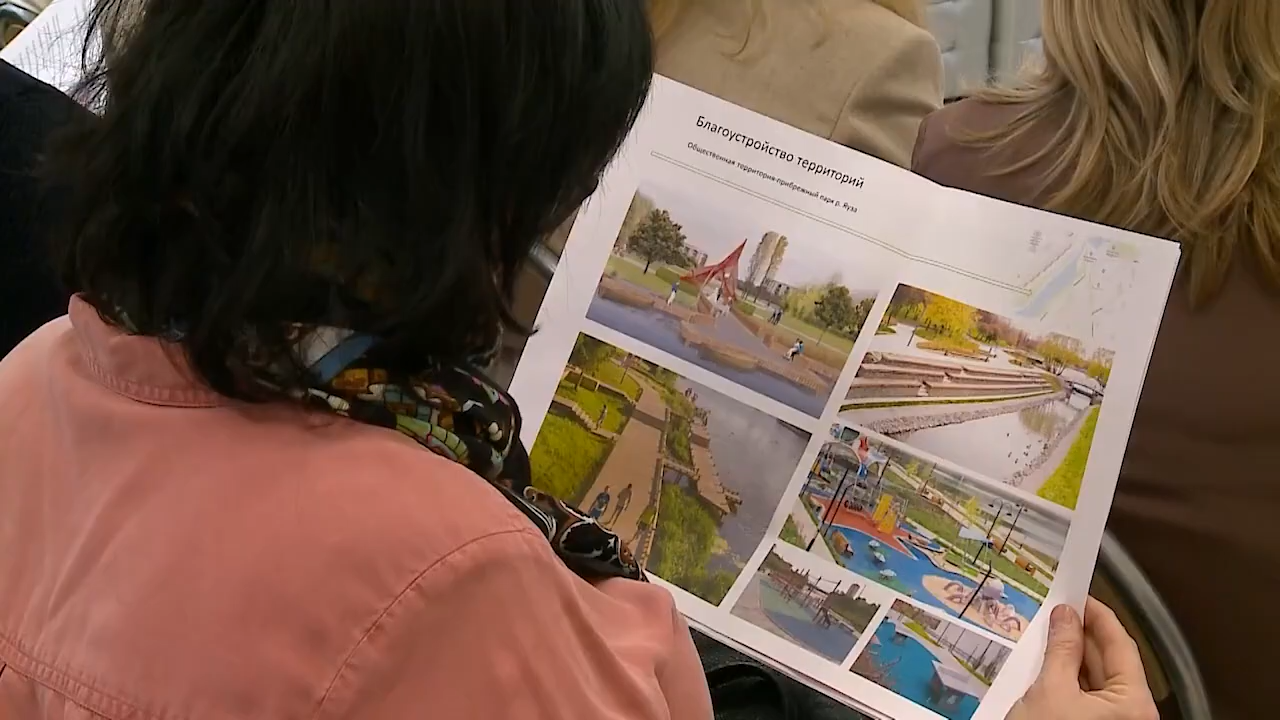 Благоустройство территорий
Общественная территория-прибрежный парк р. Яуза